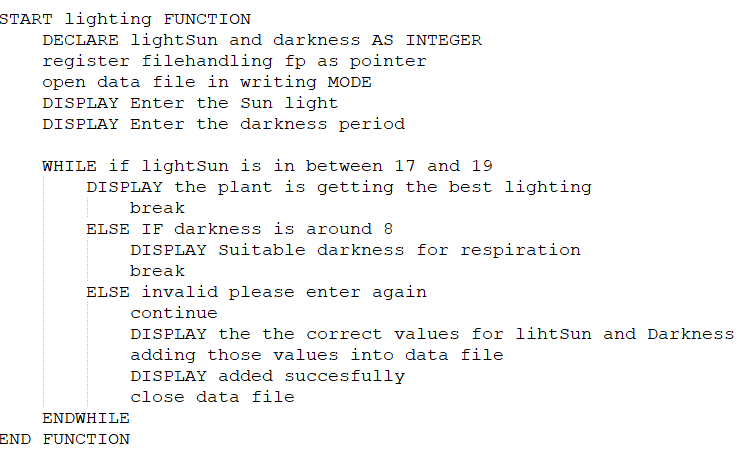 START lighting FUNCTION
DECLARE lightSun and darkness AS INTEGER
register filehandling fp as pointer
open data file in writing MODE
DISPLAY Enter the Sun light
DISPLAY Enter the darkness period
WHILE if lightSun is in between 17 and 19
DISPLAY the plant is getting the best lighting
break
ELSE IF darkness is around 8
DISPLAY Suitable darkness for respiration
break
ELSE invalid please enter again
continue
DISPLAY the the correct values for lihtSun and Darkness
adding those values into data file
DISPLAY added succesfully
close data file
ENDWHILE
END FUNCTION